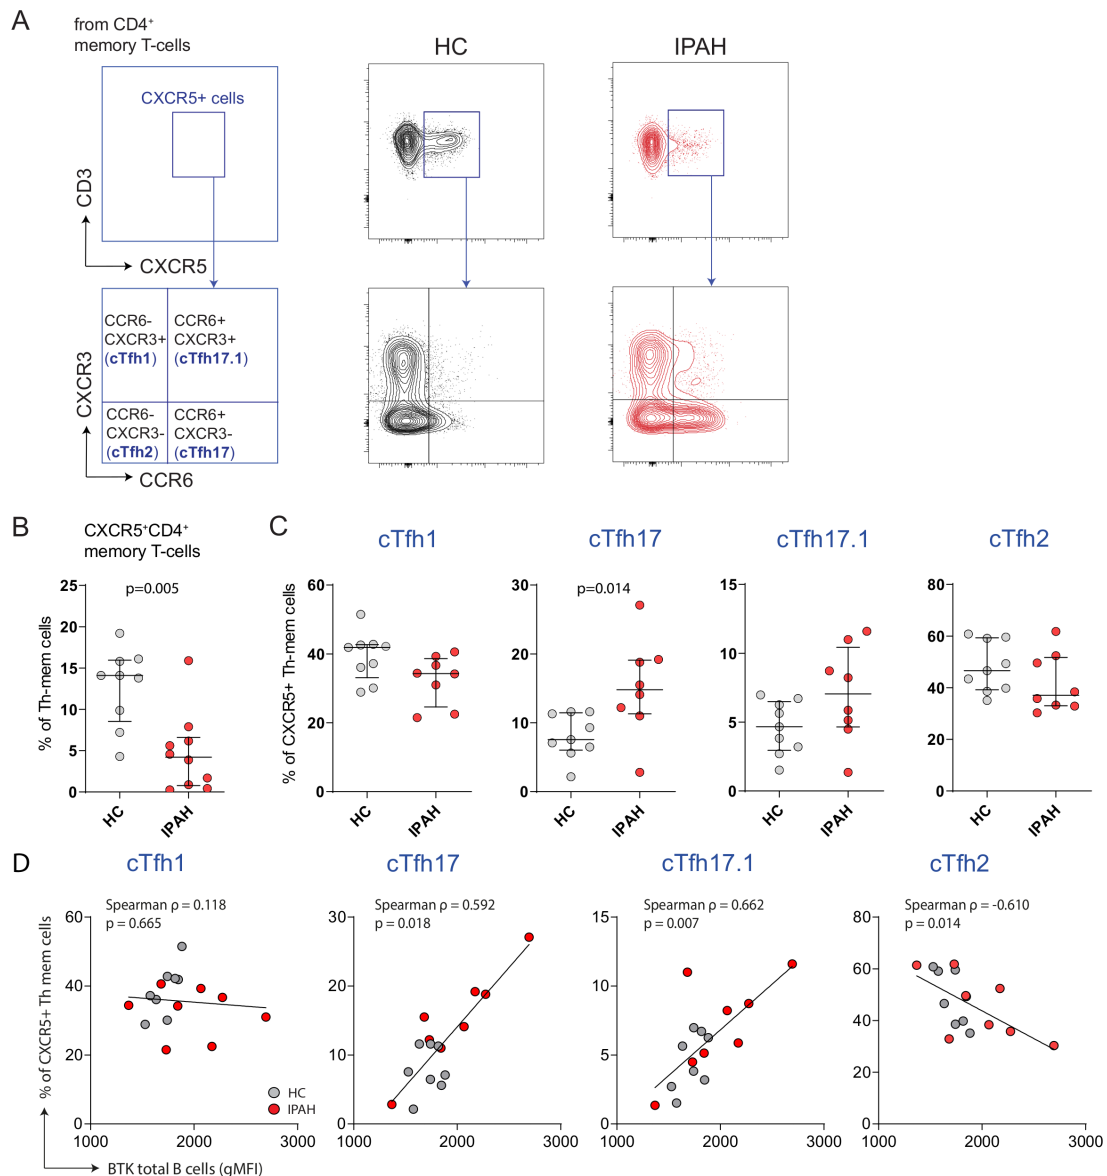 A
from CD4⁺
memory T-cells
HC
IPAH
CXCR5+ cells
CD3
CXCR5
CCR6-
CXCR3+
(cTfh1)
CCR6+
CXCR3+
(cTfh17.1)
CCR6-
CXCR3-
(cTfh2)
CCR6+
CXCR3-
(cTfh17)
CXCR3
CCR6
B
CXCR5⁺CD4⁺
memory T-cells
p=0.005
% of Th-mem cells
25
20
15
10
5
0
HC
IPAH
C
% of CXCR5+ Th-mem cells
cTfh1
60
40
20
0
HC
IPAH
cTfh17
p=0.014
30
20
10
0
HC
IPAH
cTfh17.1
15
10
5
0
HC
IPAH
cTfh2
80
60
40
20
0
HC
IPAH
D
% of CXCR5+ Th mem cells
BTK total B cells (gMFI)
cTfh1
Spearman ρ = 0.118
p = 0.665
60
40
20
0
HC
IPAH
1000
2000
3000
cTfh17
Spearman ρ = 0.592
p = 0.018
30
20
10
0
1000
2000
3000
cTfh17.1
Spearman ρ = 0.662
p = 0.007
15
10
5
0
1000
2000
3000
cTfh2
Spearman ρ = -0.610
p = 0.014
80
60
40
20
0
1000
2000
3000